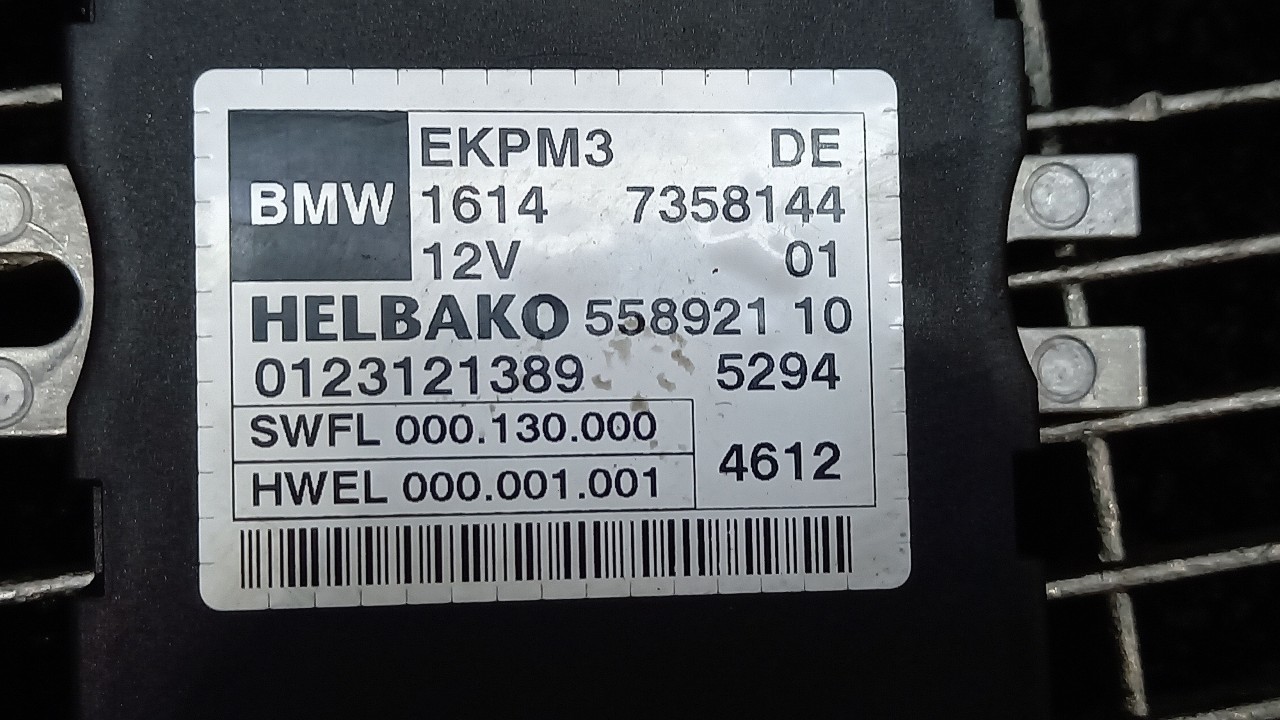 EKPM3 DE
BMW 1614 7358144
12V 01
HELBAKO 558921 10
0123121389 5294
SWFL 000.130.000
4612
HWEL 000.001.001